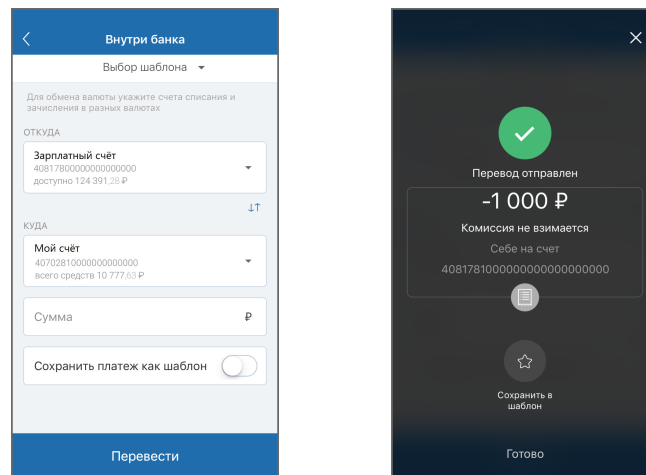 Внутри банка
Выбор шаблона
Для обмена валюты укажите счета списания и
зачисления в разных валютах
ОТКУДА
Зарплатный счёт
40817800000000000000
доступно 124 391,28 ₽
КУДА
Мой счёт
40702810000000000000
всего средств 10 777,63 ₽
Сумма ₽
Сохранить платеж как шаблон
Перевести
Перевод отправлен
-1 000 ₽
Комиссия не взимается
Себе на счет
4081781000000000000000000
Сохранить в
шаблон
Готово